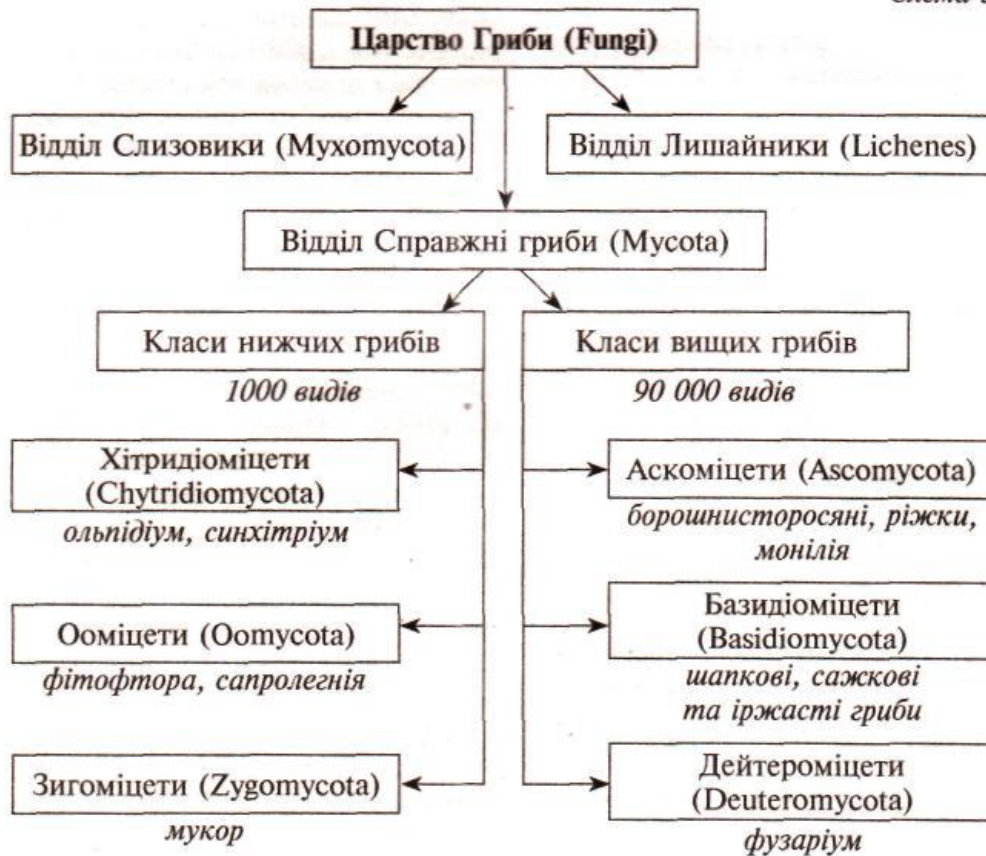 Царство Гриби (Fungi)
Відділ Слизовики (Myxomycota)
Відділ Лишайники (Lichenes)
Відділ Справжні гриби (Mycota)
Класи нижчих грибів
1000 видів
Класи вищих грибів
90 000 видів
Хітридіоміцети
(Chytridiomycota)
ольпідіум, синхітріум
Ооміцети (Oomycota)
фітофтора, сапролегнія
Зигоміцети (Zygomycota)
мукор
Аскоміцети (Ascomycota)
борошнисторосяні, ріжки,
монілія
Базидіоміцети
(Basidiomycota)
шапкові, сажкові
та іржасті гриби
Дейтероміцети
(Deuteromycota)
фузаріум